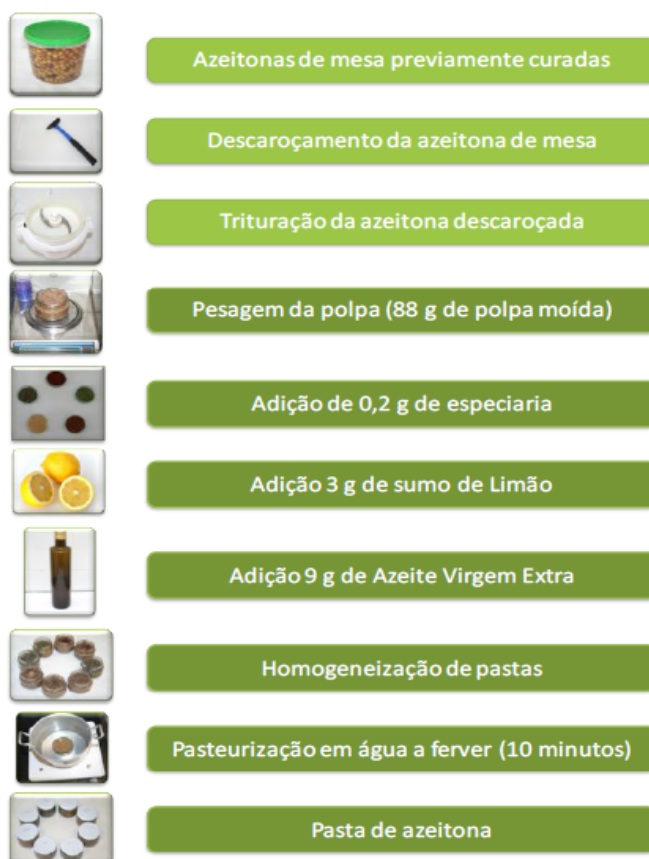 Azeitonas de mesa previamente curadas
Descaroçamento da azeitona de mesa
Trituração da azeitona descaroçada
Pesagem da polpa (88 g de polpa moída)
Adição de 0,2 g de especiaria
Adição 3 g de sumo de Limão
Adição 9 g de Azeite Virgem Extra
Homogeneização de pastas
Pasteurização em água a ferver (10 minutos)
Pasta de azeitona